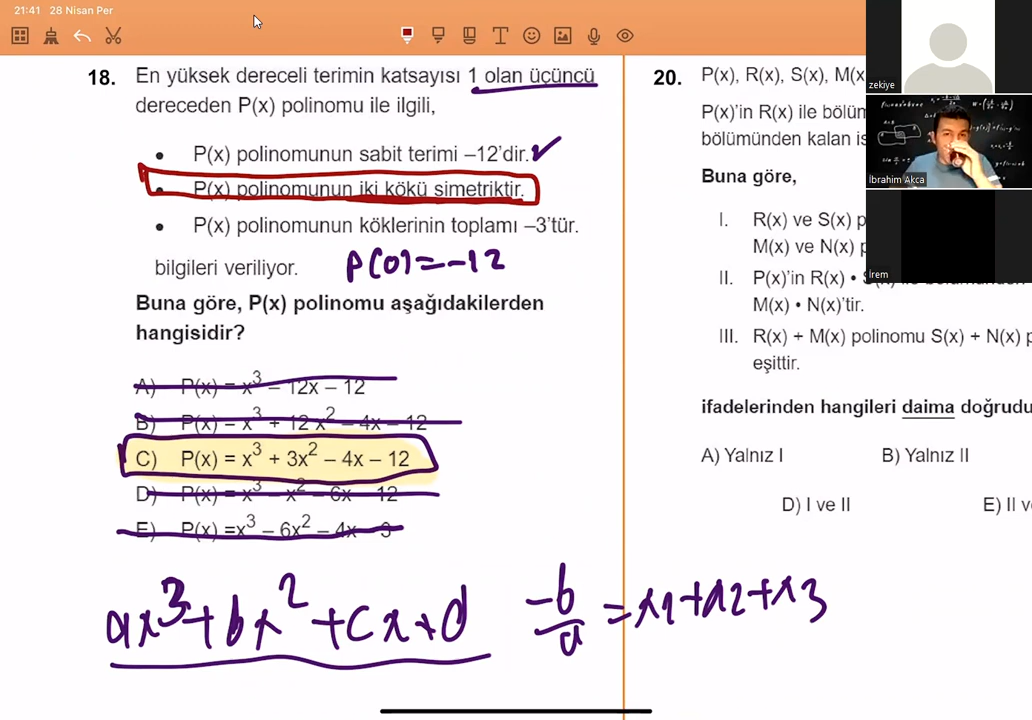 21:41 28 Nisan Per
18. En yüksek dereceli terimin katsayısı 1 olan üçüncü
dereceden P(x) polinomu ile ilgili,
• P(x) polinomunun sabit terimi –12'dir.
• P(x) polinomunun iki kökü simetriktir.
• P(x) polinomunun köklerinin toplamı –3'tür.
bilgileri veriliyor.
P(0)=-12
Buna göre, P(x) polinomu aşağıdakilerden
hangisidir?
A) P(x) = x³ – 12x – 12
B) P(x) = x³ + 12x² – 4x – 12
C) P(x) = x³ + 3x² – 4x – 12
D) P(x) = x³ – x² – 6x – 12
E) P(x) =x³ – 6x² – 4x – 3
ax³+bx²+cx+d
-b/a = x1+x2+x3
20. P(x), R(x), S(x), M(x
P(x)'in R(x) ile bölüm
bölümünden kalan is
Buna göre,
I. R(x) ve S(x) p
M(x) ve N(x) p
II. P(x)'in R(x) •
M(x) • N(x)'tir.
III. R(x) + M(x) polinomu S(x) + N(x) p
eşittir.
ifadelerinden hangileri daima doğrudu
A) Yalnız I B) Yalnız II
D) I ve II E) II v
zekiye
İbrahim Akca
İrem